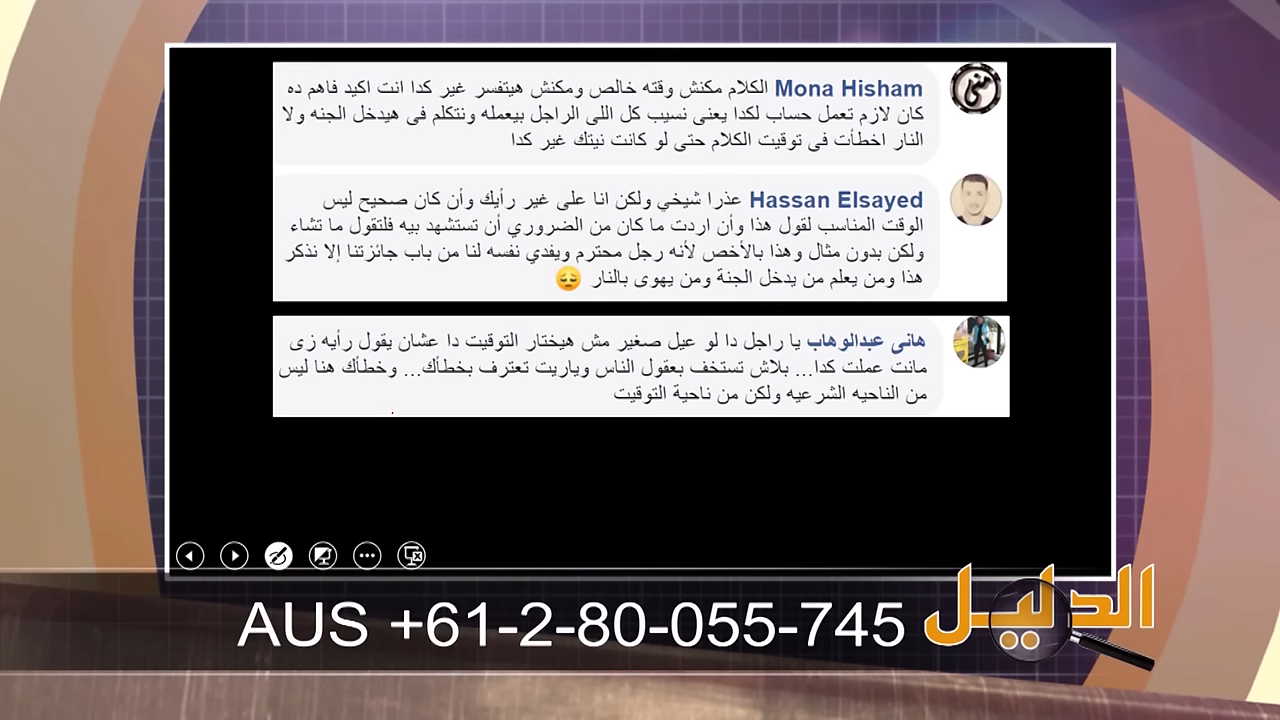 Mona Hisham الكلام مكنش وقته خالص ومكنش هيتفسر غير كدا انت اكيد فاهم ده
كان لازم تعمل حساب لكدا يعنى نسيب كل اللى الراجل بيعمله ونتكلم فى هيدخل الجنه ولا
النار اخطأت فى توقيت الكلام حتى لو كانت نيتك غير كدا
Hassan Elsayed عذرا شيخي ولكن انا على غير رأيك وأن كان صحيح ليس
الوقت المناسب لقول هذا وأن اردت ما كان من الضروري أن تستشهد بيه فلتقول ما تشاء
ولكن بدون مثال وهذا بالأخص لأنه رجل محترم ويفدي نفسه لنا من باب جائزتنا إلا نذكر
هذا ومن يعلم من يدخل الجنة ومن يهوى بالنار 😔
هانى عبدالوهاب يا راجل دا لو عيل صغير مش هيختار التوقيت دا عشان يقول رأيه زى
مانت عملت كدا... بلاش تستخف بعقول الناس وياريت تعترف بخطأك... وخطأك هنا ليس
من الناحيه الشرعيه ولكن من ناحية التوقيت
AUS +61-2-80-055-745
الدليل